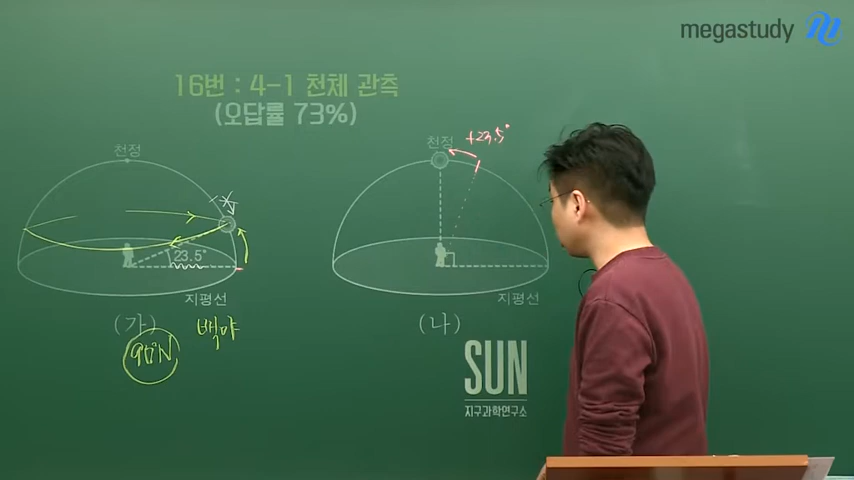 megastudy
16번 : 4-1 천체 관측
(오답률 73%)
천정
23.5°
지평선
(가)
백야
90°N
천정
+23.5°
지평선
(나)
SUN
지구과학연구소